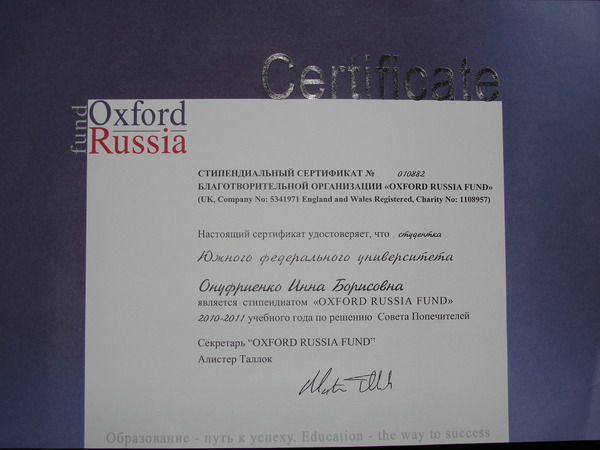 Certificate
fund
Oxford
Russia
СТИПЕНДИАЛЬНЫЙ СЕРТИФИКАТ № 010882
БЛАГОТВОРИТЕЛЬНОЙ ОРГАНИЗАЦИИ «OXFORD RUSSIA FUND»
(UK, Company No: 5341971 England and Wales Registered, Charity No: 1108957)
Настоящий сертификат удостоверяет, что студентка
Южного федерального университета
Онуфриенко Инна Борисовна
является стипендиатом «OXFORD RUSSIA FUND»
2010-2011 учебного года по решению Совета Попечителей
Секретарь “OXFORD RUSSIA FUND”
Алистер Таллок
Образование - путь к успеху. Education - the way to success